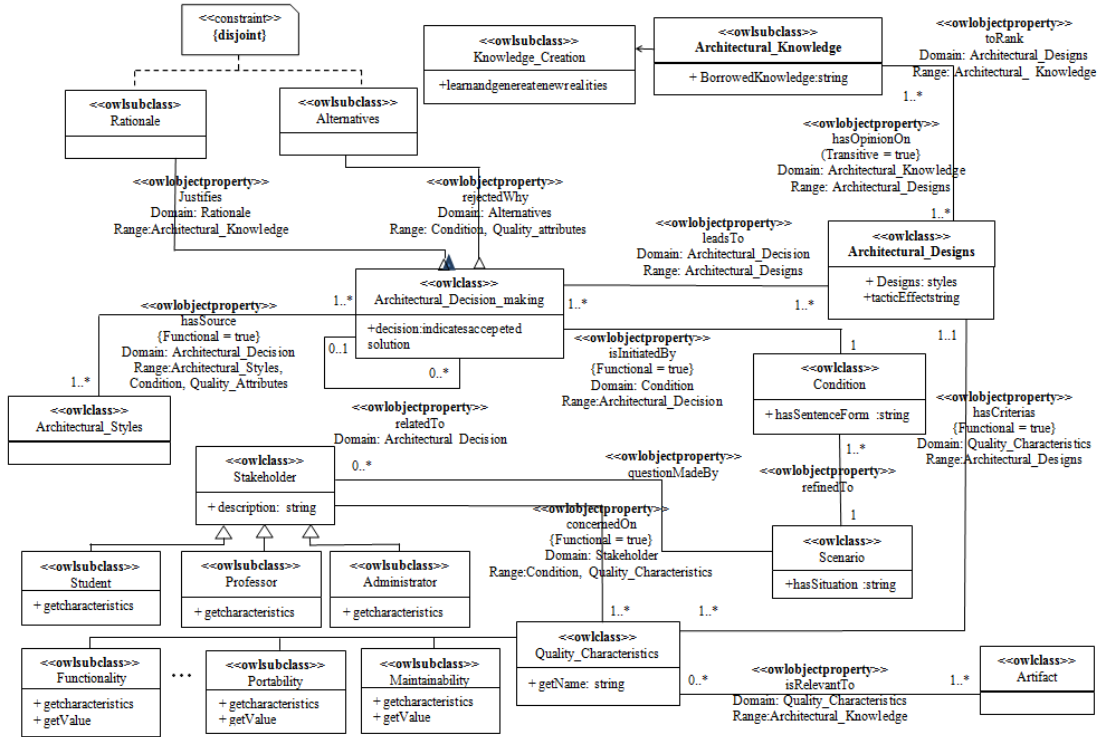 <<constraint>>
{disjoint}
<<owlsubclass>
Rationale
<<owlsubclass>>
Alternatives
<<owlsubclass>>
Knowledge_Creation
+learnandgenereatenewrealities
<<owlsubclass>>
Architectural_Knowledge
+ BorrowedKnowledge:string
<<owlobjectproperty>>
toRank
Domain: Architectural_Designs
Range: Architectural_ Knowledge
1..*
<<owlobjectproperty>>
hasOpinionOn
(Transitive = true}
Domain: Architectural_Knowledge
Range: Architectural_Designs
1..*
<<owlobjectproperty>>
Justifies
Domain: Rationale
Range:Architectural_Knowledge
<<owlobjectproperty>>
rejectedWhy
Domain: Alternatives
Range: Condition, Quality_attributes
<<owlobjectproperty>>
leadsTo
Domain: Architectural_Decision
Range: Architectural_Designs
<<owlclass>>
Architectural_Designs
+ Designs: styles
+tacticEffectstring
<<owlclass>>
Architectural_Decision_making
+decision:indicatesaccepeted
solution
1..*
1..*
1..*
1..1
0..1
0..*
<<owlobjectproperty>>
hasSource
{Functional = true}
Domain: Architectural_Decision
Range:Architectural_Styles,
Condition, Quality_Attributes
1..*
<<owlclass>>
Architectural_Styles
<<owlobjectproperty>>
isInitiatedBy
{Functional = true}
Domain: Condition
Range:Architectural_Decision
1
<<owlclass>>
Condition
+hasSentenceForm :string
<<owlobjectproperty>>
hasCriterias
{Functional = true}
Domain: Quality_Characteristics
Range:Architectural_Designs
<<owlobjectproperty>>
relatedTo
Domain: Architectural_Decision
<<owlclass>>
Stakeholder
+ description: string
0..*
<<owlobjectproperty>>
questionMadeBy
1..*
<<owlobjectproperty>>
refinedTo
1
<<owlclass>>
Scenario
+hasSituation :string
<<owlobjectproperty>>
concernedOn
{Functional = true}
Domain: Stakeholder
Range:Condition, Quality_Characteristics
<<owlsubclass>>
Student
+ getcharacteristics
<<owlsubclass>>
Professor
+ getcharacteristics
<<owlsubclass>>
Administrator
+ getcharacteristics
1..*
1..*
<<owlclass>>
Quality_Characteristics
+ getName: string
<<owlsubclass>>
Functionality
+ getcharacteristics
+ getValue
...
<<owlsubclass>>
Portability
+ getcharacteristics
+ getValue
<<owlsubclass>>
Maintainability
+ getcharacteristics
+ getValue
0..*
<<owlobjectproperty>>
isRelevantTo
Domain: Quality_Characteristics
Range:Architectural_Knowledge
1..*
<<owlclass>>
Artifact